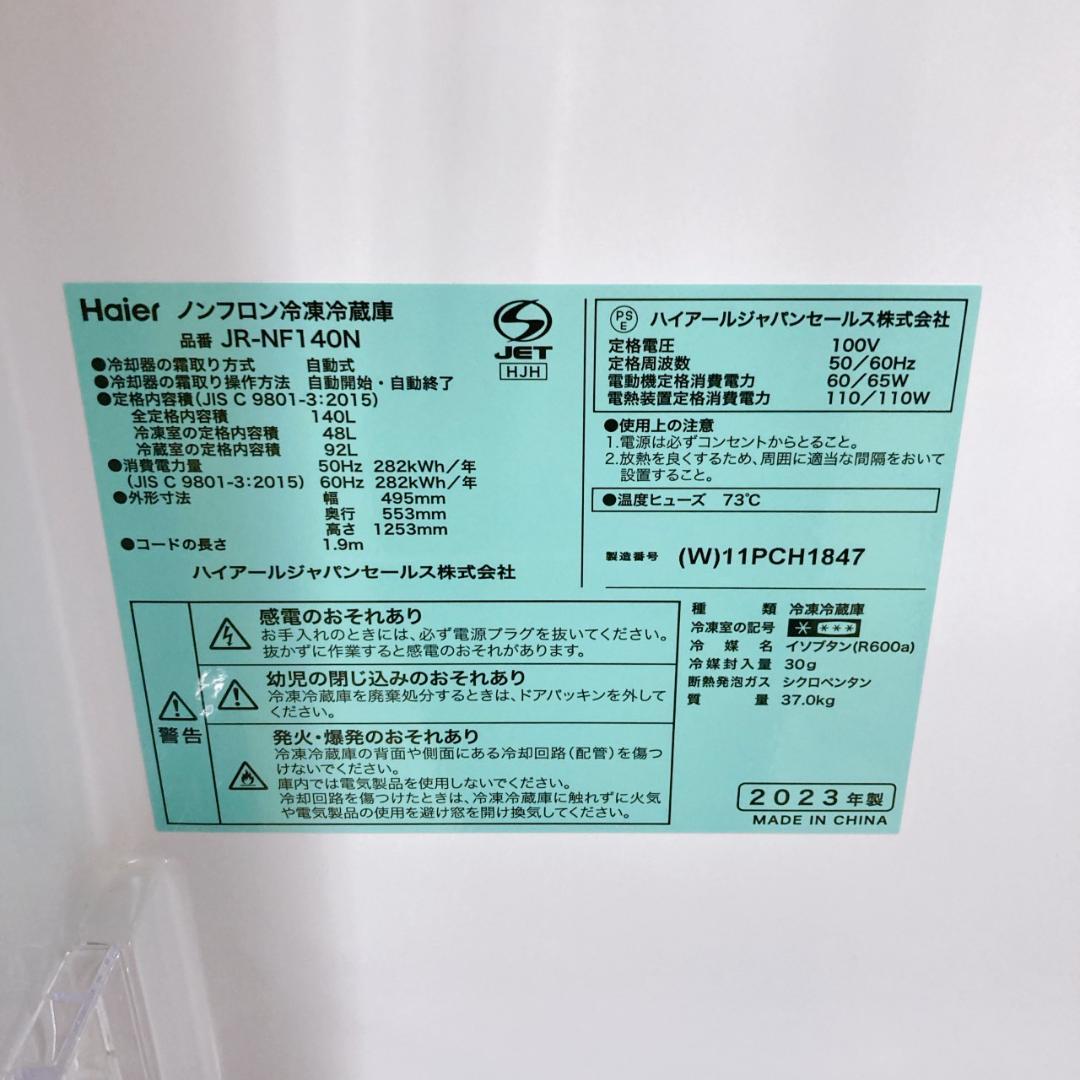 Haier ノンフロン冷凍冷蔵庫
品番 JR-NF140N
●冷却器の霜取り方式 自動式
●冷却器の霜取り操作方法 自動開始・自動終了
●定格内容積(JIS C 9801-3:2015)
全定格内容積 140L
冷凍室の定格内容積 48L
冷蔵室の定格内容積 92L
●消費電力量 50Hz 282kWh/年
(JIS C 9801-3:2015) 60Hz 282kWh/年
●外形寸法 幅 495mm
奥行 553mm
高さ 1253mm
●コードの長さ 1.9m
ハイアールジャパンセールス株式会社
S
JET
HJH
PS
E ハイアールジャパンセールス株式会社
定格電圧 100V
定格周波数 50/60Hz
電動機定格消費電力 60/65W
電熱装置定格消費電力 110/110W
●使用上の注意
1.電源は必ずコンセントからとること。
2.放熱を良くするため、周囲に適当な間隔をおいて
設置すること。
●温度ヒューズ 73℃
製造番号 (W)11PCH1847
警告
感電のおそれあり
お手入れのときには、必ず電源プラグを抜いてください。
抜かずに作業すると感電のおそれがあります。
幼児の閉じ込みのおそれあり
冷凍冷蔵庫を廃棄処分するときは、ドアパッキンを外して
ください。
発火・爆発のおそれあり
冷凍冷蔵庫の背面や側面にある冷却回路(配管)を傷つ
けないでください。
庫内では電気製品を使用しないでください。
冷却回路を傷つけたときは、冷凍冷蔵庫に触れずに火気
や電気製品の使用を避け窓を開け換気してください。
種類 冷凍冷蔵庫
冷凍室の記号 * ***
冷媒名 イソブタン(R600a)
冷媒封入量 30g
断熱発泡ガス シクロペンタン
質量 37.0kg
2023年製
MADE IN CHINA